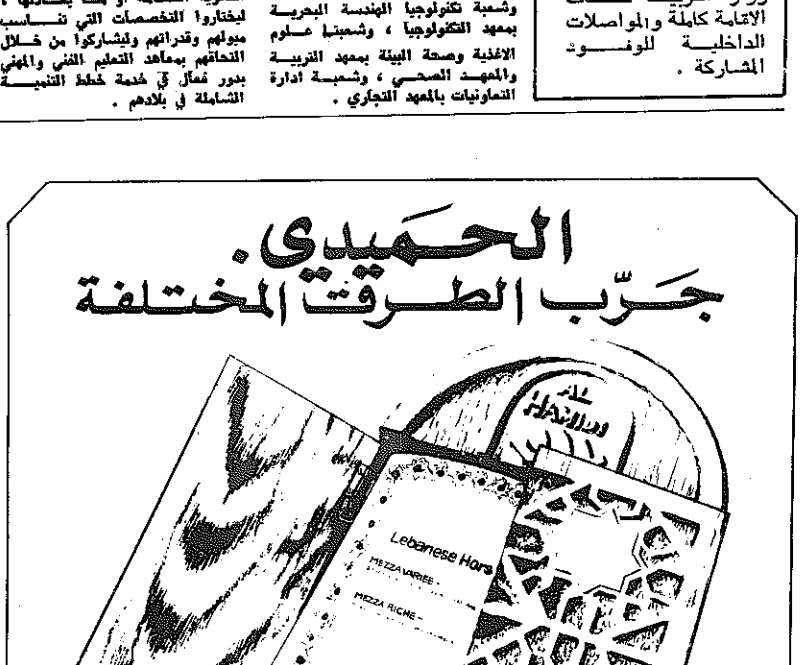 الاقامة كاملة والمواصلات
الداخلية للوفود
المشاركة .
وشعبة تكنولوجيا الهندسة البحرية
بمعهد التكنولوجيا ، وشعبتا علوم
الاغذية وصحة البيئة بمعهد التربية
والمعهد الصحي ، وشعبة ادارة
التعاونيات بالمعهد التجاري .
ليختاروا التخصصات التي تناسب
ميولهم وقدراتهم وليشاركوا من خلال
التحاقهم بمعاهد التعليم الفني والمهني
بدور فعال في خدمة خطط التنمية
الشاملة في بلادهم .
الحميدي.
جرّب الطرق المختلفة
Lebanese Hors
MEZZA VARIEE
MEZZA RICHE